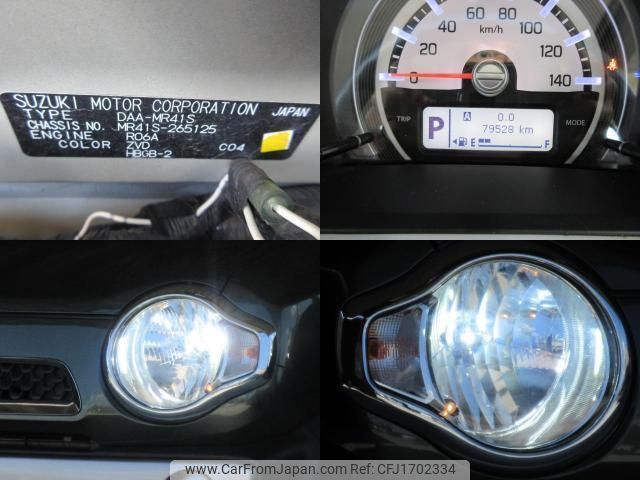 SUZUKI MOTOR CORPORATION
JAPAN
TYPE DAA-MR41S
CHASSIS NO. MR41S-265125
ENGINE R06A
COLOR ZVD C04
HBGB-2
0 20 40 60 80 100 120 140
km/h
TRIP
P
A 0.0
79528 km
E F
MODE
www.CarFromJapan.com ID: CFJ1702334